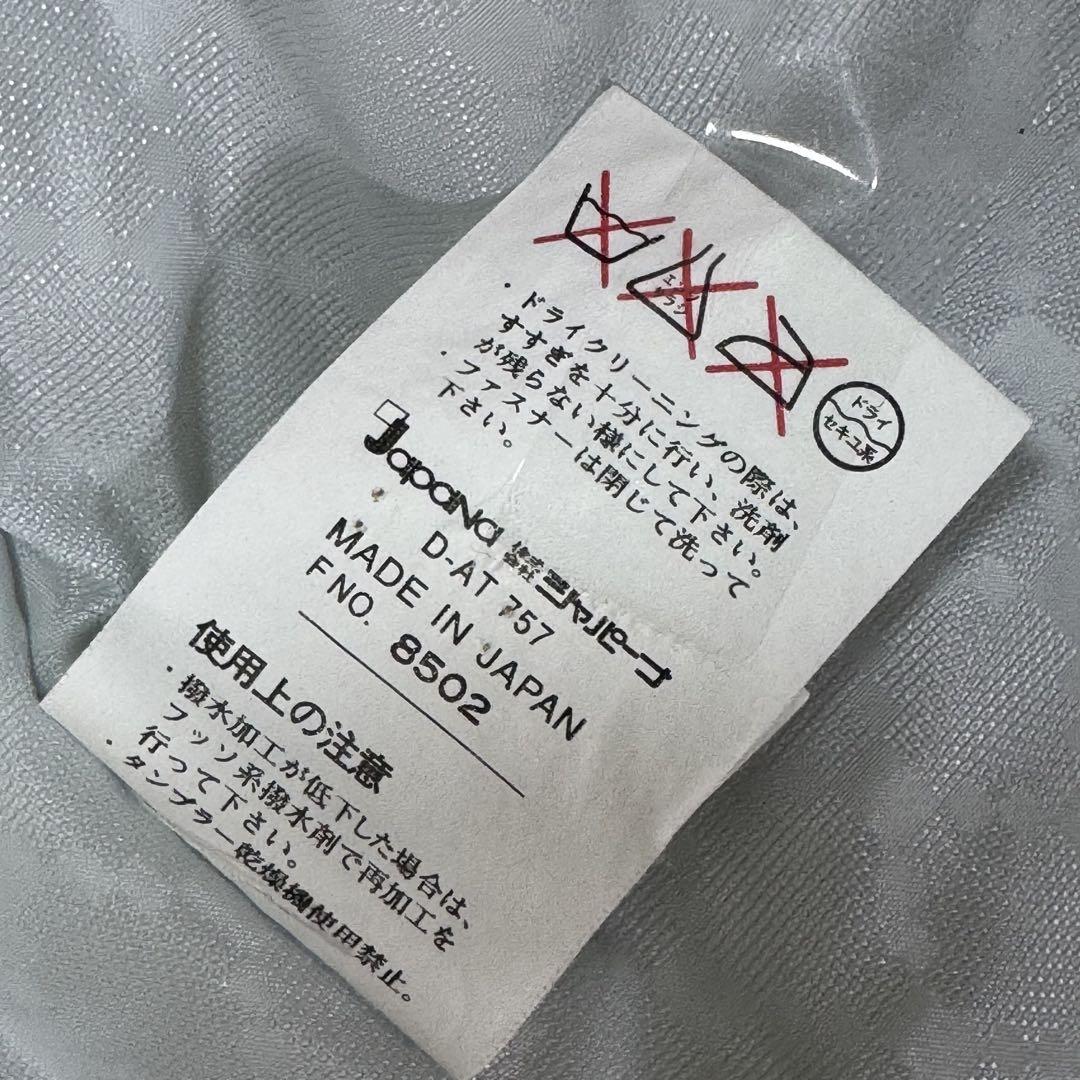 エンソ
サラシ
ドライ
セキユ系
・ドライクリーニングの際は、
すすぎを十分に行い、洗剤
が残らない様にして下さい。
・ファスナーは閉じて洗って
下さい。
Japana 株式会社ジャパーナ
D-AT 757
MADE IN JAPAN
F NO. 8502
使用上の注意
・撥水加工が低下した場合は、
フッソ系撥水剤で再加工を
行って下さい。
・タンブラー乾燥機使用禁止。